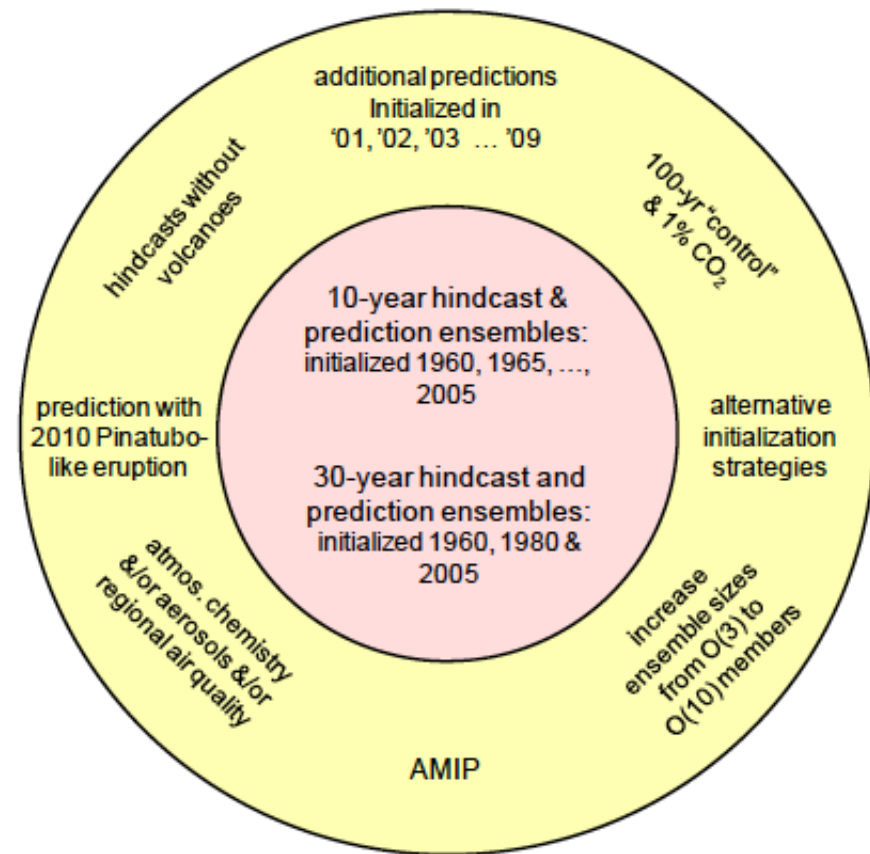 additional predictions
Initialized in
‘01, ’02, ’03 … ’09
100-yr “control”
& 1% CO₂
alternative
initialization
strategies
increase
ensemble sizes
from O(3) to
O(10) members
AMIP
atmos. chemistry
&/or aerosols &/or
regional air quality
prediction with
2010 Pinatubo-
like eruption
hindcasts without
volcanoes
10-year hindcast &
prediction ensembles:
initialized 1960, 1965, …,
2005
30-year hindcast and
prediction ensembles:
initialized 1960, 1980 &
2005